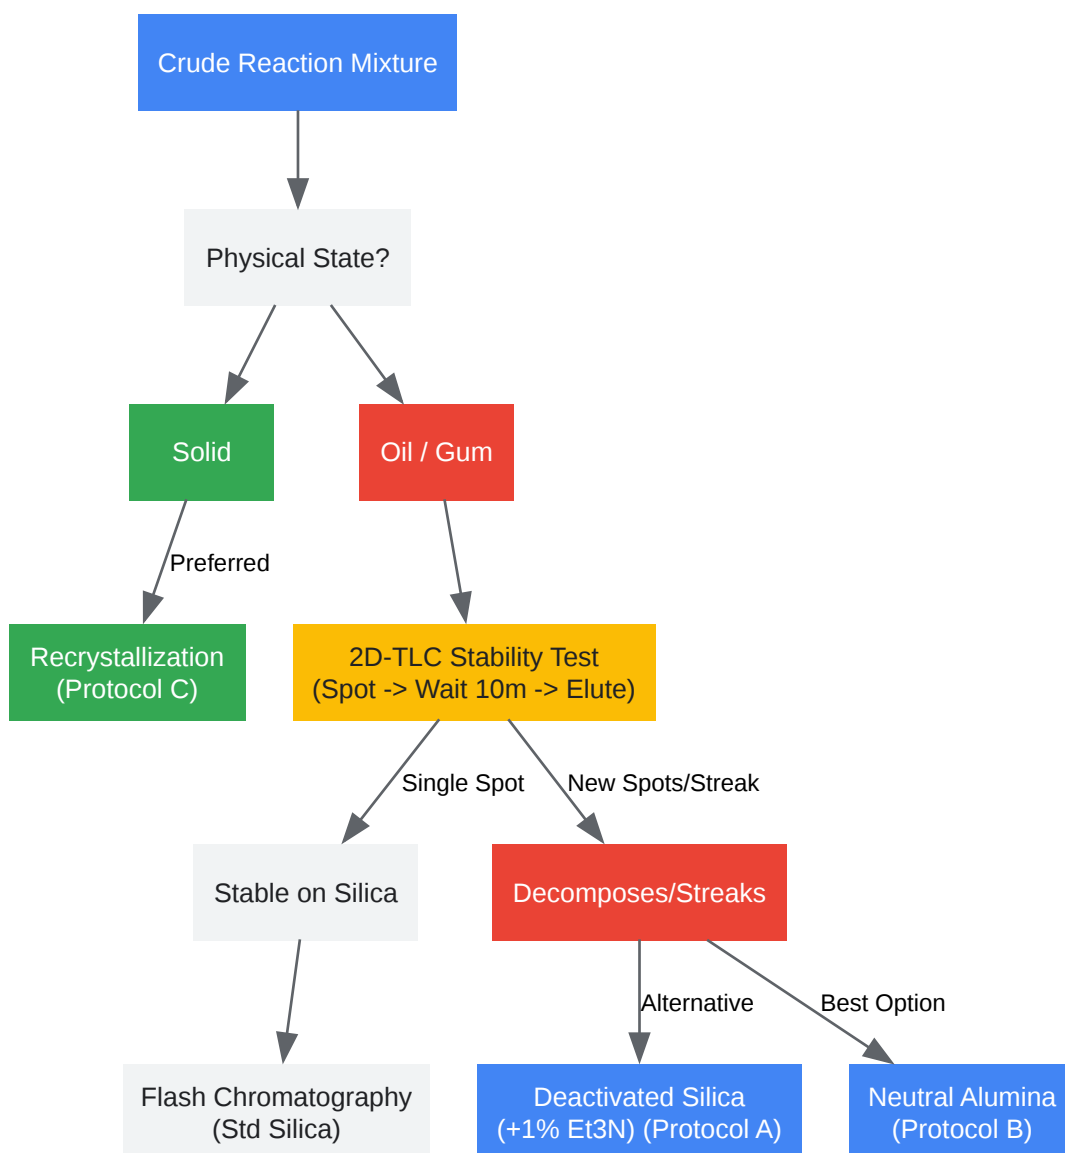 Crude Reaction Mixture
Physical State?
Solid
Oil / Gum
Preferred
Recrystallization
(Protocol C)
2D-TLC Stability Test
(Spot -> Wait 10m -> Elute)
Single Spot
New Spots/Streak
Stable on Silica
Decomposes/Streaks
Alternative
Best Option
Flash Chromatography
(Std Silica)
Deactivated Silica
(+1% Et3N) (Protocol A)
Neutral Alumina
(Protocol B)